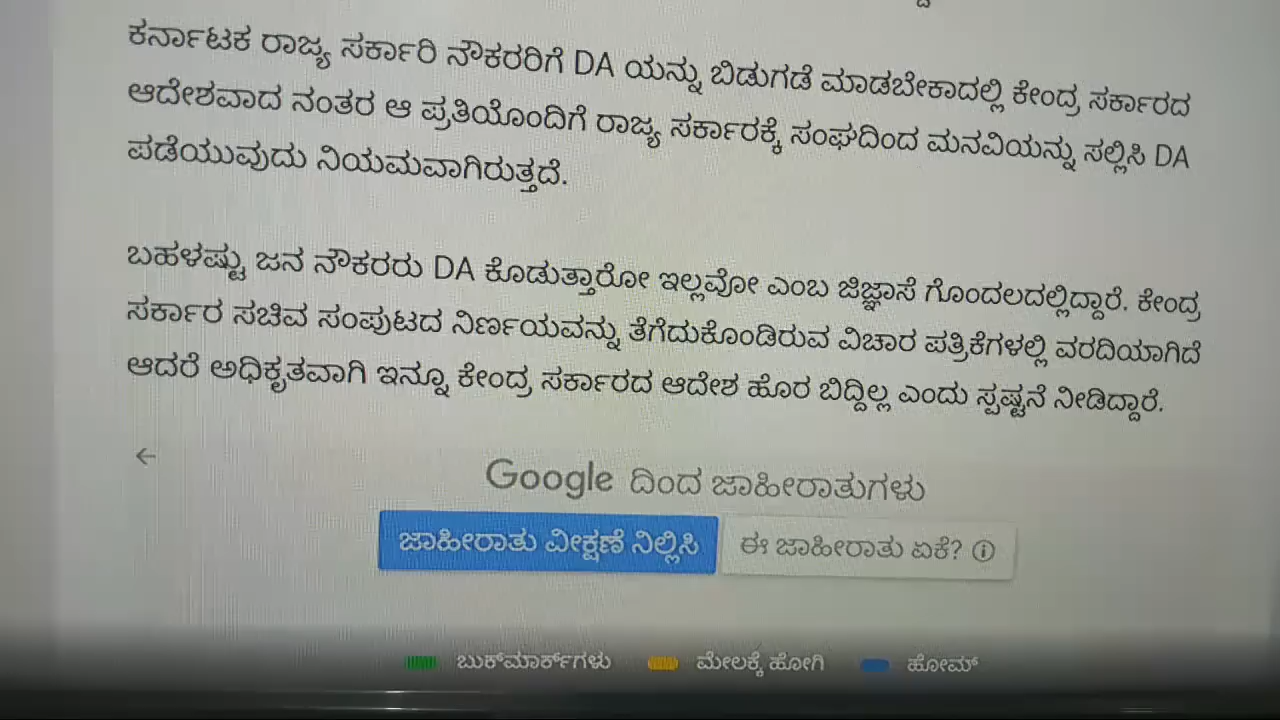 ಕರ್ನಾಟಕ ರಾಜ್ಯ ಸರ್ಕಾರಿ ನೌಕರರಿಗೆ DA ಯನ್ನು ಬಿಡುಗಡೆ ಮಾಡಬೇಕಾದಲ್ಲಿ ಕೇಂದ್ರ ಸರ್ಕಾರದ
ಆದೇಶವಾದ ನಂತರ ಆ ಪ್ರತಿಯೊಂದಿಗೆ ರಾಜ್ಯ ಸರ್ಕಾರಕ್ಕೆ ಸಂಘದಿಂದ ಮನವಿಯನ್ನು ಸಲ್ಲಿಸಿ DA
ಪಡೆಯುವುದು ನಿಯಮವಾಗಿರುತ್ತದೆ.
ಬಹಳಷ್ಟು ಜನ ನೌಕರರು DA ಕೊಡುತ್ತಾರೋ ಇಲ್ಲವೋ ಎಂಬ ಜಿಜ್ಞಾಸೆ ಗೊಂದಲದಲ್ಲಿದ್ದಾರೆ. ಕೇಂದ್ರ
ಸರ್ಕಾರ ಸಚಿವ ಸಂಪುಟದ ನಿರ್ಣಯವನ್ನು ತೆಗೆದುಕೊಂಡಿರುವ ವಿಚಾರ ಪತ್ರಿಕೆಗಳಲ್ಲಿ ವರದಿಯಾಗಿದೆ
ಆದರೆ ಅಧಿಕೃತವಾಗಿ ಇನ್ನೂ ಕೇಂದ್ರ ಸರ್ಕಾರದ ಆದೇಶ ಹೊರ ಬಿದ್ದಿಲ್ಲ ಎಂದು ಸ್ಪಷ್ಟನೆ ನೀಡಿದ್ದಾರೆ.
Google ದಿಂದ ಜಾಹೀರಾತುಗಳು
ಜಾಹೀರಾತು ವೀಕ್ಷಣೆ ನಿಲ್ಲಿಸಿ ಈ ಜಾಹೀರಾತು ಏಕೆ?
ಬುಕ್‌ಮಾರ್ಕ್‌ಗಳು ಮೇಲಕ್ಕೆ ಹೋಗಿ ಹೋಮ್